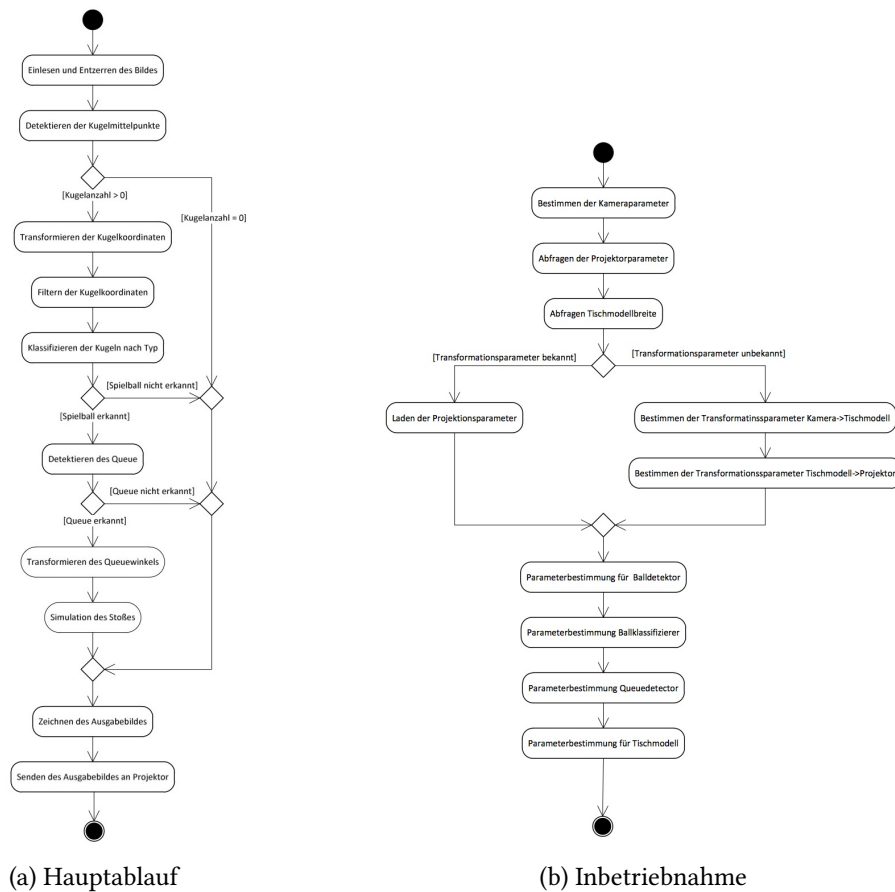 Einlesen und Entzerren des Bildes
Detektieren der Kugelmittelpunkte
[Kugelanzahl > 0]
[Kugelanzahl = 0]
Transformieren der Kugelkoordinaten
Filtern der Kugelkoordinaten
Klassifizieren der Kugeln nach Typ
[Spielball nicht erkannt]
[Spielball erkannt]
Detektieren des Queue
[Queue nicht erkannt]
[Queue erkannt]
Transformieren des Queuewinkels
Simulation des Stoßes
Zeichnen des Ausgabebildes
Senden des Ausgabebildes an Projektor
(a) Hauptablauf
Bestimmen der Kameraparameter
Abfragen der Projektorparameter
Abfragen Tischmodellbreite
[Transformationsparameter bekannt]
[Transformationsparameter unbekannt]
Laden der Projektionsparameter
Bestimmen der Transformatinssparameter Kamera->Tischmodell
Bestimmen der Transformationssparameter Tischmodell->Projektor
Parameterbestimmung für Balldetektor
Parameterbestimmung Ballklassifizierer
Parameterbestimmung Queuedetector
Parameterbestimmung für Tischmodell
(b) Inbetriebnahme